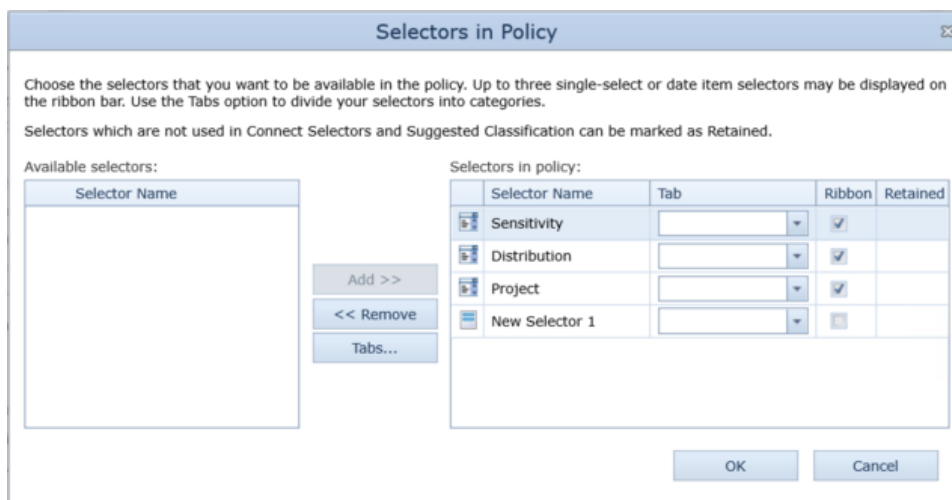 Selectors in Policy
Choose the selectors that you want to be available in the policy. Up to three single-select or date item selectors may be displayed on
the ribbon bar. Use the Tabs option to divide your selectors into categories.
Selectors which are not used in Connect Selectors and Suggested Classification can be marked as Retained.
Available selectors:
Selector Name
Add >>
<< Remove
Tabs...
Selectors in policy:
Selector Name Tab Ribbon Retained
Sensitivity
Distribution
Project
New Selector 1
OK Cancel